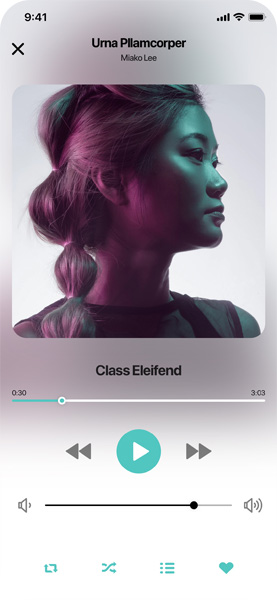 9:41
Urna Pllamcorper
Miako Lee
Class Eleifend
0:30
3:03